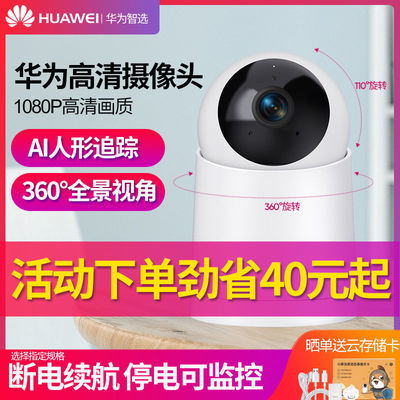 HUAWEI | 华为智选
华为高清摄像头
1080P高清画质
AI人形追踪
360°全景视角
110°旋转
360°旋转
活动下单劲省40元起
选择指定规格
断电续航 停电可监控
晒单送云存储卡